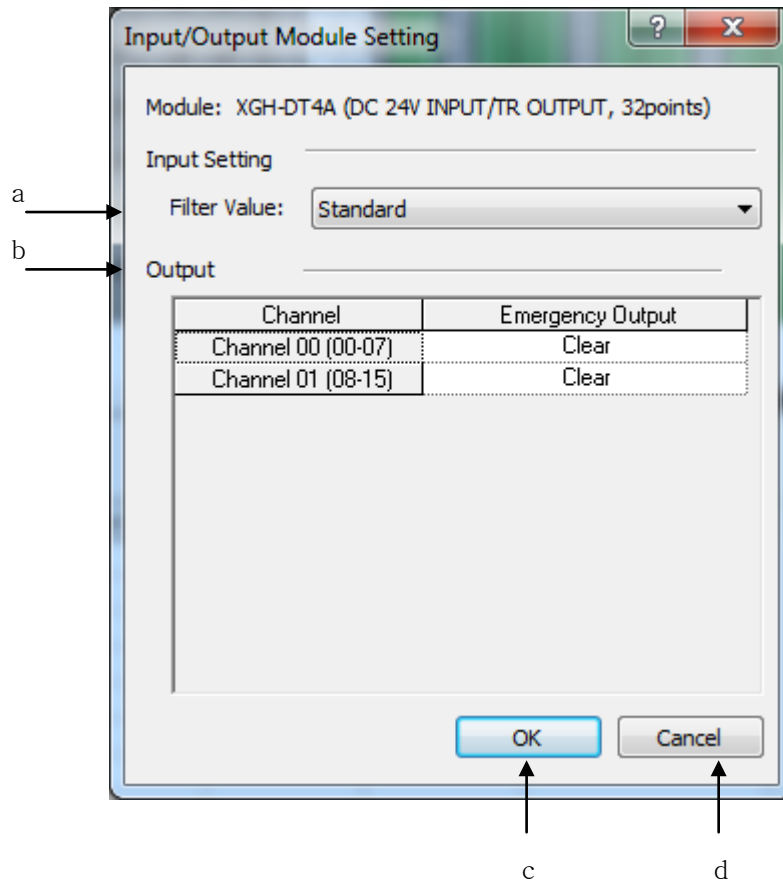 Input/Output Module Setting
Module: XGH-DT4A (DC 24V INPUT/TR OUTPUT, 32points)
Input Setting
a
Filter Value: Standard
b
Output
Channel Emergency Output
Channel 00 (00-07) Clear
Channel 01 (08-15) Clear
OK Cancel
c d